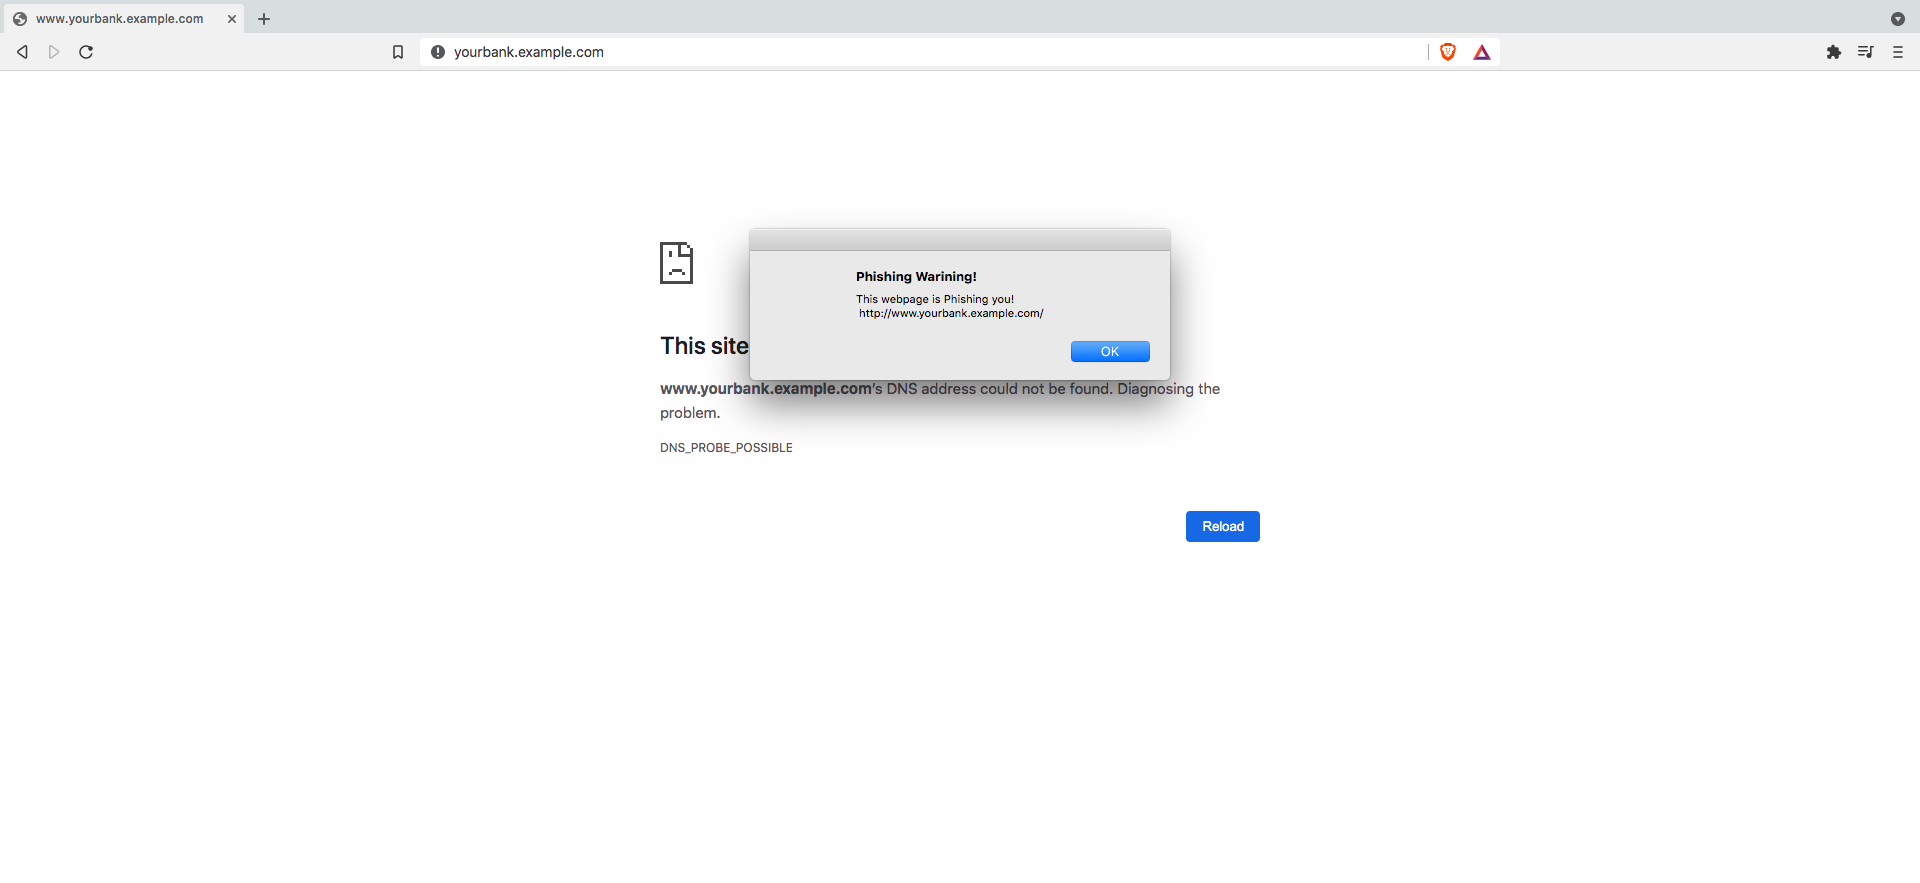 www.yourbank.example.com
yourbank.example.com
Phishing Warining!
This webpage is Phishing you!
http://www.yourbank.example.com/
OK
This site
www.yourbank.example.com's DNS address could not be found. Diagnosing the
problem.
DNS_PROBE_POSSIBLE
Reload